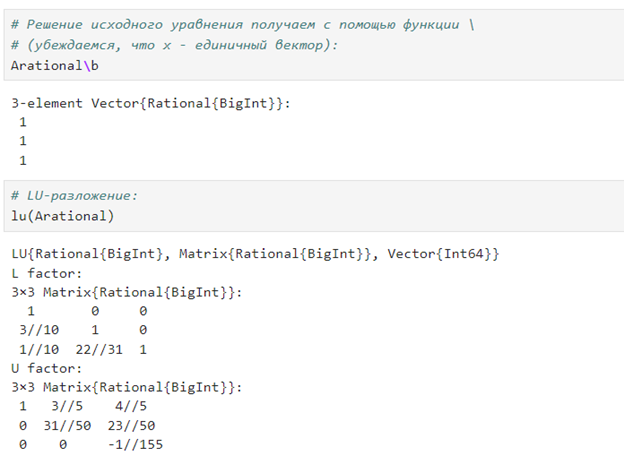 # Решение исходного уравнения получаем с помощью функции \
# (убеждаемся, что x - единичный вектор):
Arational\b
3-element Vector{Rational{BigInt}}:
1
1
1
# LU-разложение:
lu(Arational)
LU{Rational{BigInt}, Matrix{Rational{BigInt}}, Vector{Int64}}
L factor:
3×3 Matrix{Rational{BigInt}}:
1 0 0
3//10 1 0
1//10 22//31 1
U factor:
3×3 Matrix{Rational{BigInt}}:
1 3//5 4//5
0 31//50 23//50
0 0 -1//155